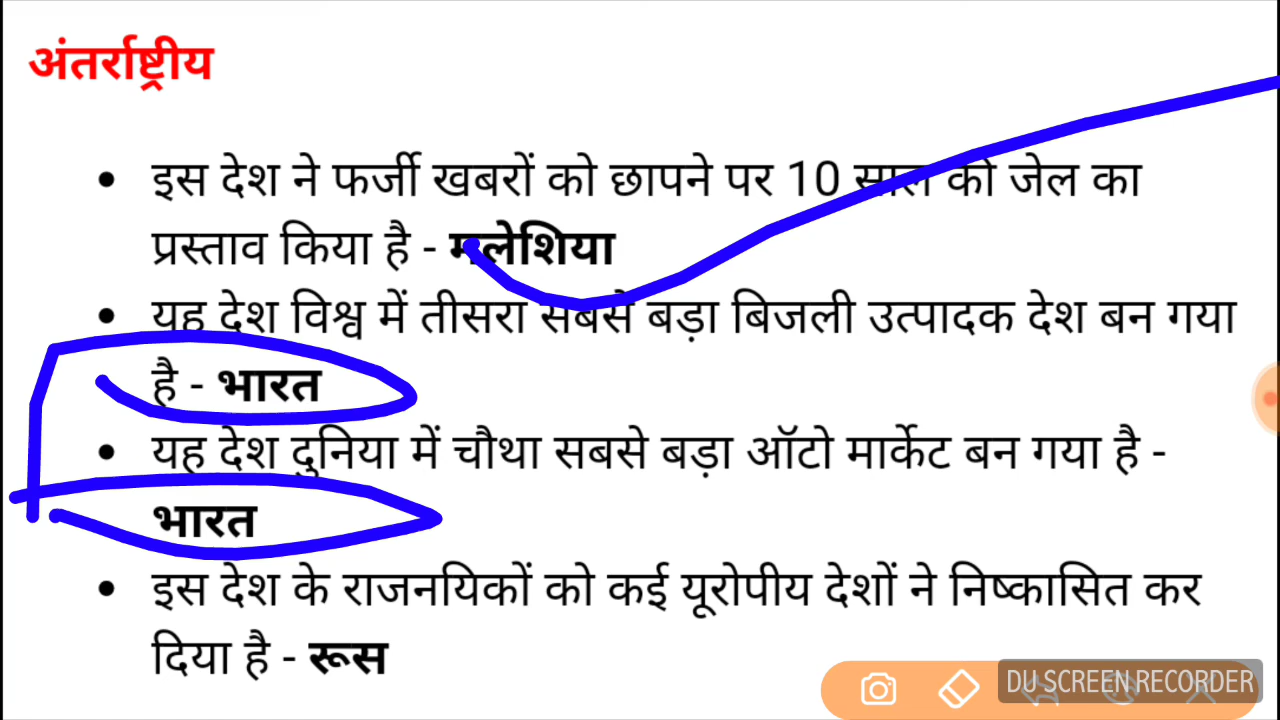 अंतर्राष्ट्रीय
इस देश ने फर्जी खबरों को छापने पर 10 साल की जेल का
प्रस्ताव किया है - मलेशिया
यह देश विश्व में तीसरा सबसे बड़ा बिजली उत्पादक देश बन गया
है - भारत
यह देश दुनिया में चौथा सबसे बड़ा ऑटो मार्केट बन गया है -
भारत
इस देश के राजनयिकों को कई यूरोपीय देशों ने निष्कासित कर
दिया है - रूस
DU SCREEN RECORDER